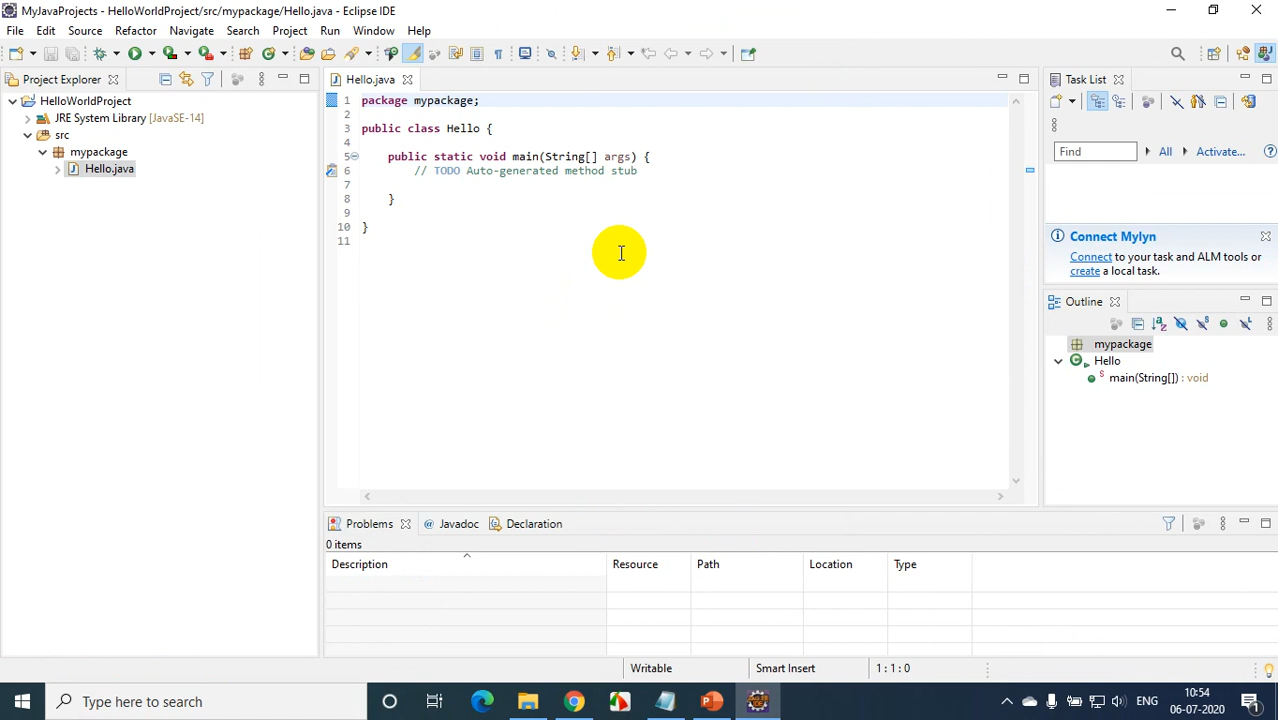 MyJavaProjects - HelloWorldProject/src/mypackage/Hello.java - Eclipse IDE
File Edit Source Refactor Navigate Search Project Run Window Help
Project Explorer
HelloWorldProject
JRE System Library [JavaSE-14]
src
mypackage
Hello.java
Hello.java
1 package mypackage;
2
3 public class Hello {
4
5 public static void main(String[] args) {
6 // TODO Auto-generated method stub
7
8 }
9
10 }
11
Task List
Find All Activate...
Connect Mylyn
Connect to your task and ALM tools or
create a local task.
Outline
mypackage
Hello
main(String[]) : void
Problems Javadoc Declaration
0 items
Description Resource Path Location Type
Writable Smart Insert 1 : 1 : 0
Type here to search
ENG
10:54
06-07-2020
1